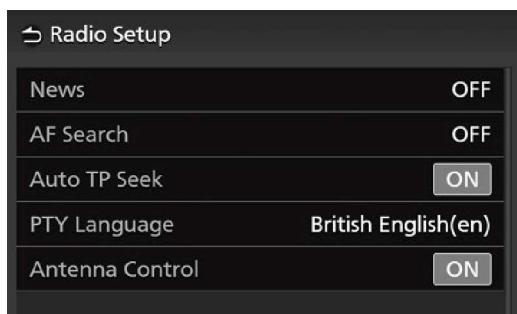 Radio Setup
News OFF
AF Search OFF
Auto TP Seek ON
PTY Language British English(en)
Antenna Control ON